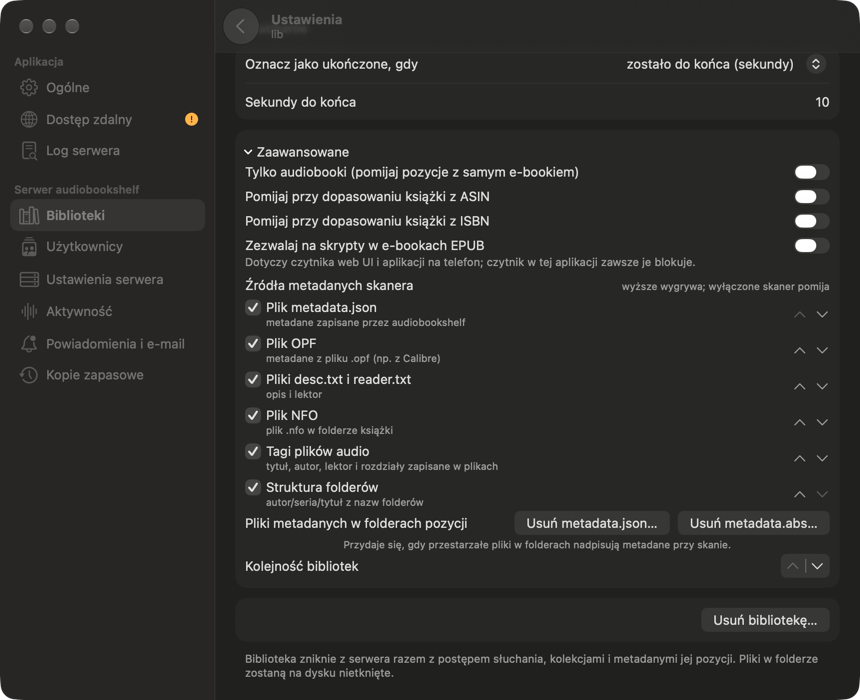 Ustawienia
lib
Aplikacja
Ogólne
Dostęp zdalny
Log serwera
Serwer audiobookshelf
Biblioteki
Użytkownicy
Ustawienia serwera
Aktywność
Powiadomienia i e-mail
Kopie zapasowe
Oznacz jako ukończone, gdy zostało do końca (sekundy)
Sekundy do końca 10
Zaawansowane
Tylko audiobooki (pomijaj pozycje z samym e-bookiem)
Pomijaj przy dopasowaniu książki z ASIN
Pomijaj przy dopasowaniu książki z ISBN
Zezwalaj na skrypty w e-bookach EPUB
Dotyczy czytnika web UI i aplikacji na telefon; czytnik w tej aplikacji zawsze je blokuje.
Źródła metadanych skanera wyższe wygrywa; wyłączone skaner pomija
Plik metadata.json
metadane zapisane przez audiobookshelf
Plik OPF
metadane z pliku .opf (np. z Calibre)
Pliki desc.txt i reader.txt
opis i lektor
Plik NFO
plik .nfo w folderze książki
Tagi plików audio
tytuł, autor, lektor i rozdziały zapisane w plikach
Struktura folderów
autor/seria/tytuł z nazw folderów
Pliki metadanych w folderach pozycji Usuń metadata.json... Usuń metadata.abs...
Przydaje się, gdy przestarzałe pliki w folderach nadpisują metadane przy skanie.
Kolejność bibliotek
Usuń bibliotekę...
Biblioteka zniknie z serwera razem z postępem słuchania, kolekcjami i metadanymi jej pozycji. Pliki w folderze
zostaną na dysku nietknięte.